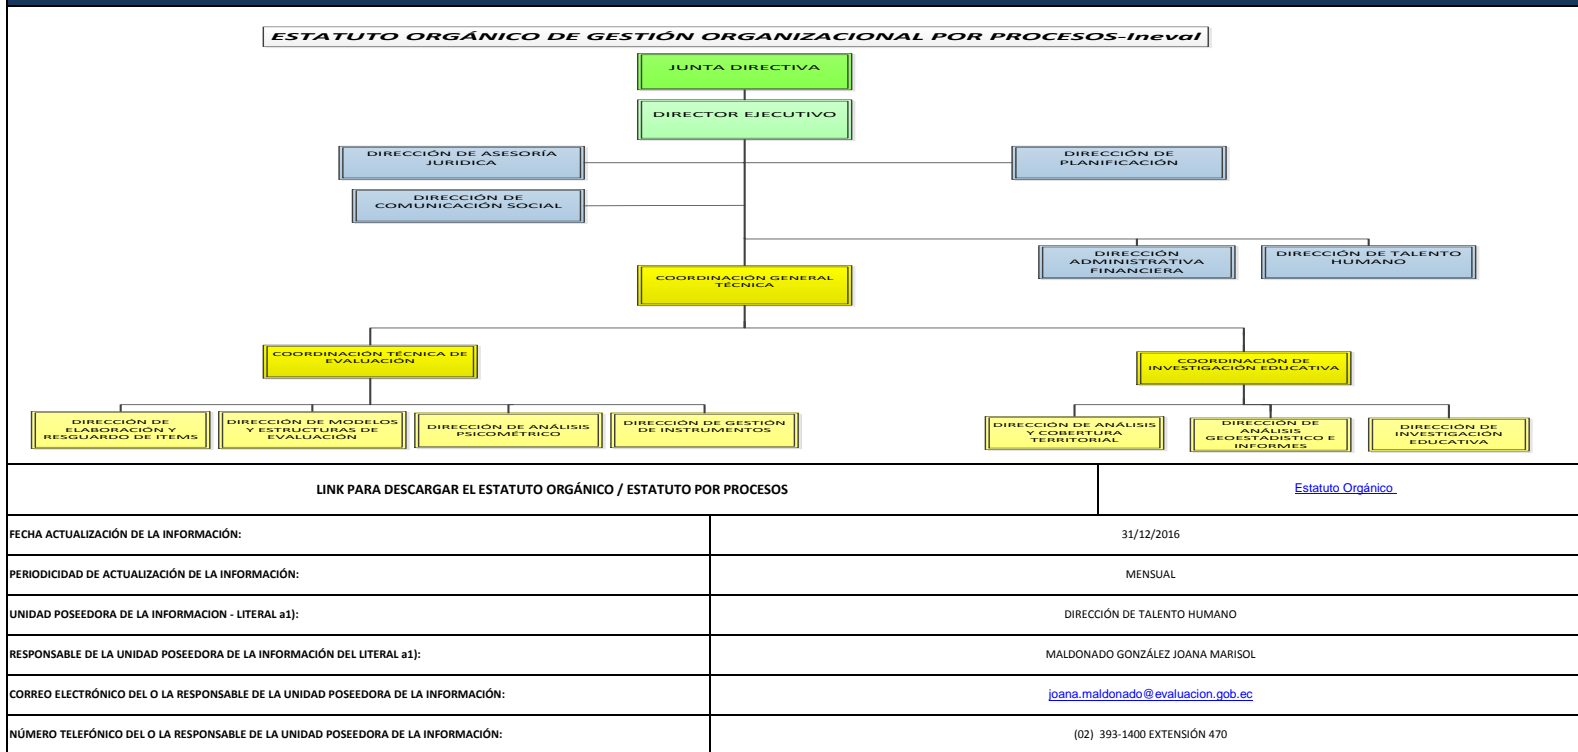 ESTATUTO ORGÁNICO DE GESTIÓN ORGANIZACIONAL POR PROCESOS-Ineval
JUNTA DIRECTIVA
DIRECTOR EJECUTIVO
DIRECCIÓN DE ASESORÍA
JURIDICA
DIRECCIÓN DE
PLANIFICACIÓN
DIRECCIÓN DE
COMUNICACIÓN SOCIAL
DIRECCIÓN
ADMINISTRATIVA
FINANCIERA
DIRECCIÓN DE TALENTO
HUMANO
COORDINACIÓN GENERAL
TÉCNICA
COORDINACIÓN TÉCNICA DE
EVALUACIÓN
COORDINACIÓN DE
INVESTIGACIÓN EDUCATIVA
DIRECCIÓN DE
ELABORACIÓN Y
RESGUARDO DE ITEMS
DIRECCIÓN DE MODELOS
Y ESTRUCTURAS DE
EVALUACIÓN
DIRECCIÓN DE ANÁLISIS
PSICOMÉTRICO
DIRECCIÓN DE GESTIÓN
DE INSTRUMENTOS
DIRECCIÓN DE ANÁLISIS
Y COBERTURA
TERRITORIAL
DIRECCIÓN DE
ANÁLISIS
GEOESTADISTICO E
INFORMES
DIRECCIÓN DE
INVESTIGACIÓN
EDUCATIVA
LINK PARA DESCARGAR EL ESTATUTO ORGÁNICO / ESTATUTO POR PROCESOS
Estatuto Orgánico
FECHA ACTUALIZACIÓN DE LA INFORMACIÓN:
31/12/2016
PERIODICIDAD DE ACTUALIZACIÓN DE LA INFORMACIÓN:
MENSUAL
UNIDAD POSEEDORA DE LA INFORMACION - LITERAL a1):
DIRECCIÓN DE TALENTO HUMANO
RESPONSABLE DE LA UNIDAD POSEEDORA DE LA INFORMACIÓN DEL LITERAL a1):
MALDONADO GONZÁLEZ JOANA MARISOL
CORREO ELECTRÓNICO DEL O LA RESPONSABLE DE LA UNIDAD POSEEDORA DE LA INFORMACIÓN:
joana.maldonado@evaluacion.gob.ec
NÚMERO TELEFÓNICO DEL O LA RESPONSABLE DE LA UNIDAD POSEEDORA DE LA INFORMACIÓN:
(02) 393-1400 EXTENSIÓN 470